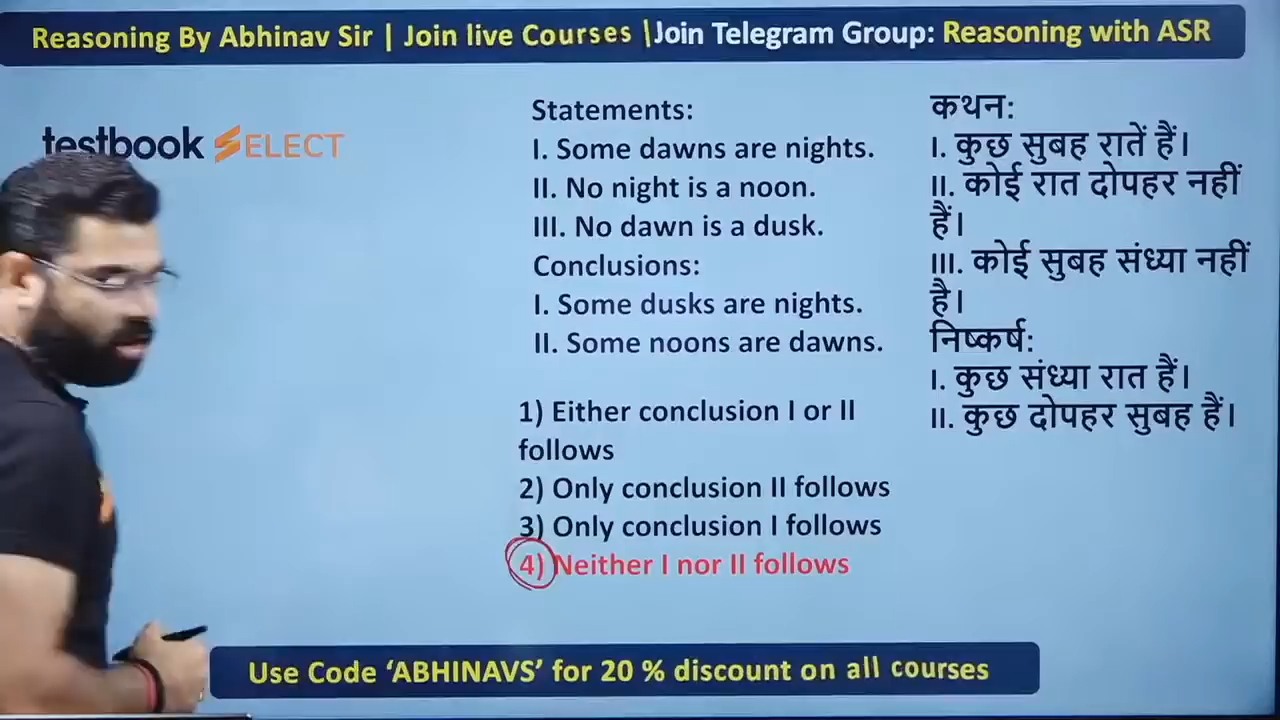 Reasoning By Abhinav Sir | Join live Courses \Join Telegram Group: Reasoning with ASR
testbook SELECT
Statements:
I. Some dawns are nights.
II. No night is a noon.
III. No dawn is a dusk.
Conclusions:
I. Some dusks are nights.
II. Some noons are dawns.
1) Either conclusion I or II
follows
2) Only conclusion II follows
3) Only conclusion I follows
4) Neither I nor II follows
कथन:
I. कुछ सुबह रातें हैं।
II. कोई रात दोपहर नहीं
हैं।
III. कोई सुबह संध्या नहीं
है।
निष्कर्ष:
I. कुछ संध्या रात हैं।
II. कुछ दोपहर सुबह हैं।
Use Code ‘ABHINAVS’ for 20 % discount on all courses